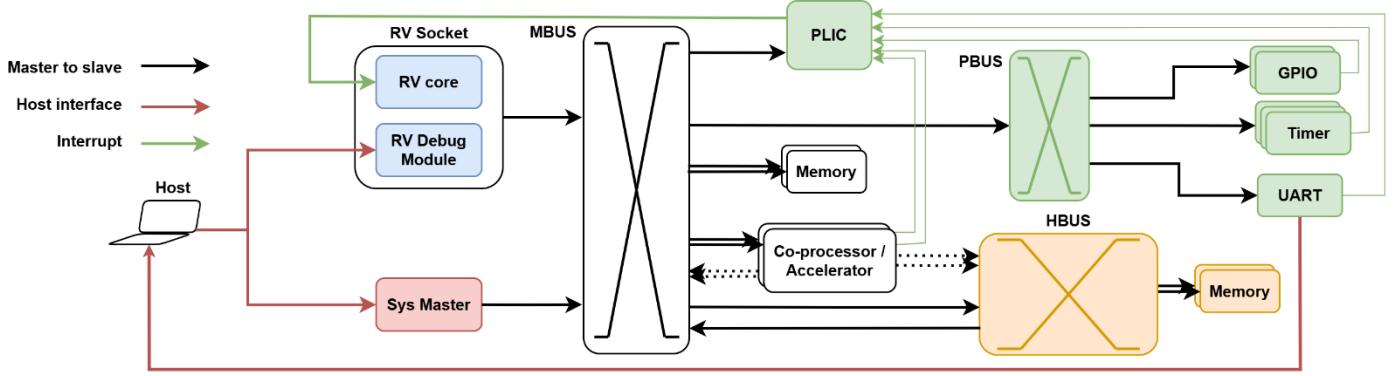 Master to slave
Host interface
Interrupt
Host
RV Socket
RV core
RV Debug
Module
Sys Master
MBUS
PLIC
Memory
Co-processor /
Accelerator
PBUS
GPIO
Timer
UART
HBUS
Memory